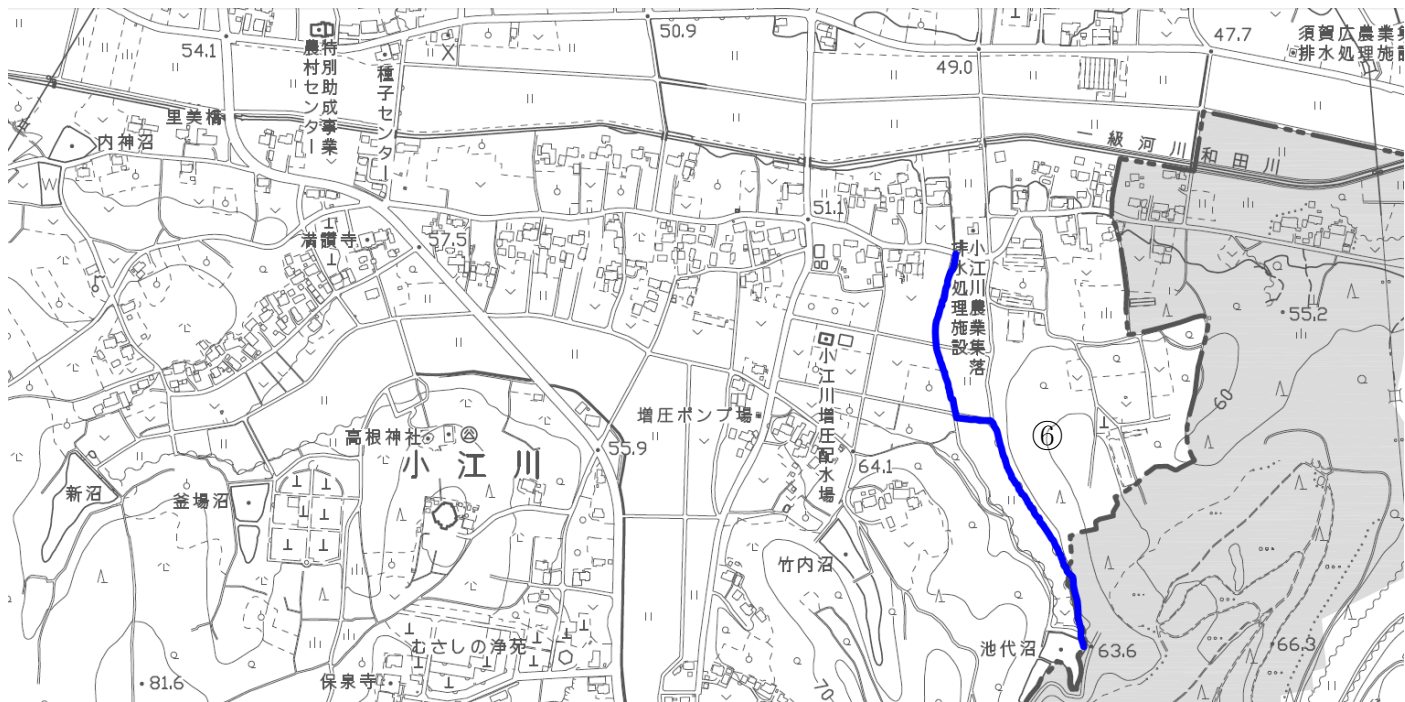 54.1
特別助成事業
農村センター
種子センター
50.9
49.0
47.7
須賀広農業集
排水処理施設
里美橋
内神沼
一級河川 和田川
W
満讃寺
57.5
51.1
小江川農業集落
排水処理施設
55.2
60
増圧ポンプ場
小江川増圧配水場
高根神社
小江川
55.9
64.1
⑥
新沼
釜場沼
竹内沼
むさしの浄苑
保泉寺
81.6
70
池代沼
63.6
66.3